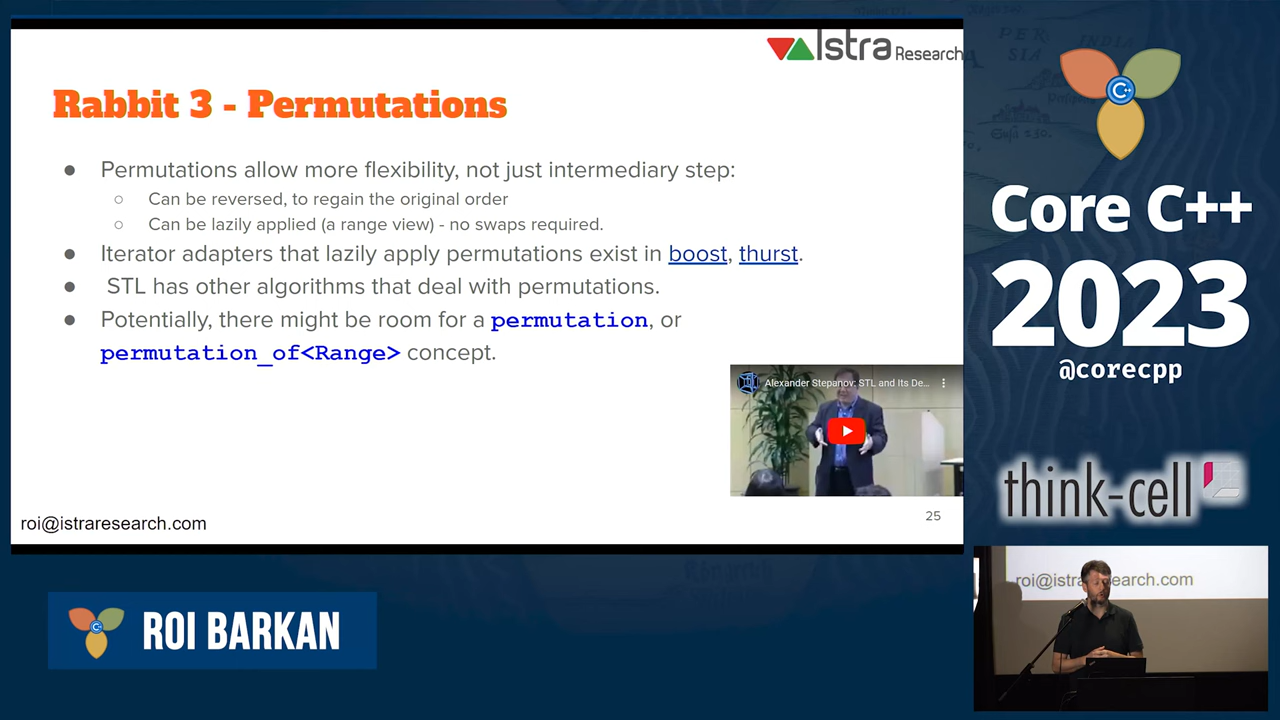 Istra Research
Rabbit 3 - Permutations
● Permutations allow more flexibility, not just intermediary step:
○ Can be reversed, to regain the original order
○ Can be lazily applied (a range view) - no swaps required.
● Iterator adapters that lazily apply permutations exist in boost, thurst.
● STL has other algorithms that deal with permutations.
● Potentially, there might be room for a permutation, or
permutation_of<Range> concept.
Alexander Stepanov: STL and Its De...
25
roi@istraresearch.com
C++
ROI BARKAN
PERSIA
INDIA
C++
Core C++
2023
@corecpp
think-cell
roi@istraresearch.com